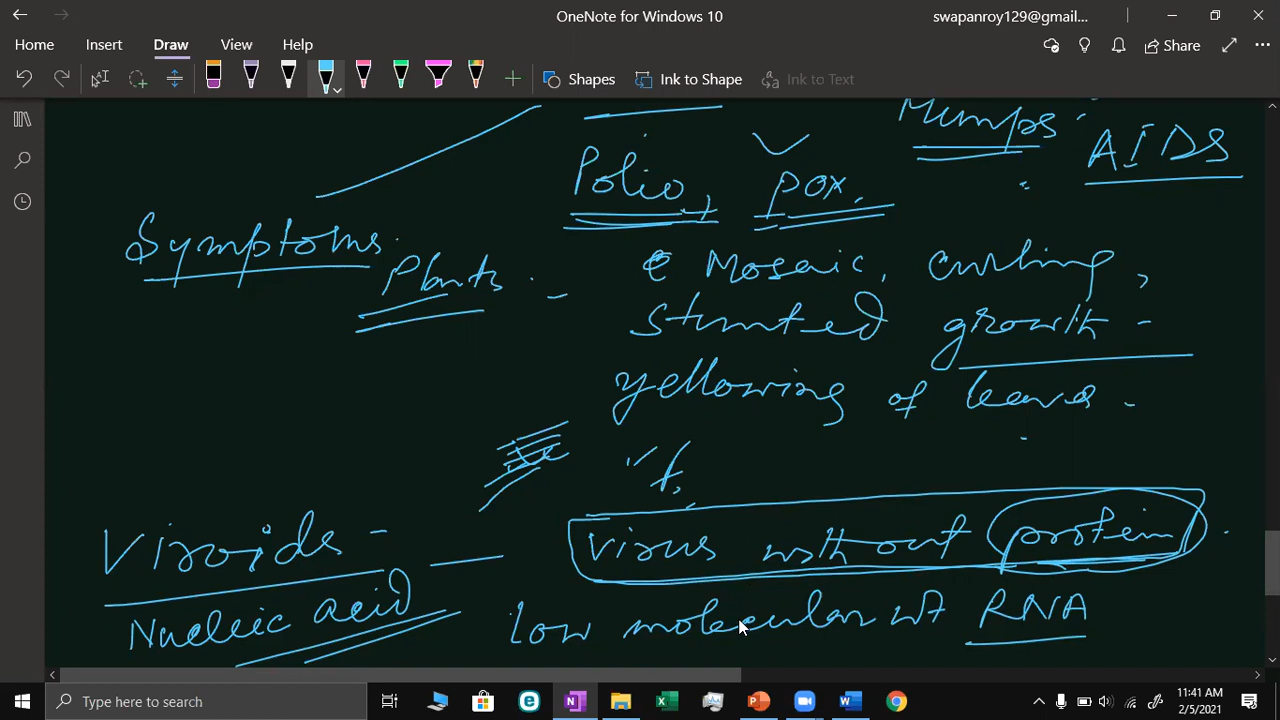 OneNote for Windows 10
swapanroy129@gmail...
Home Insert Draw View Help
Share
Shapes Ink to Shape Ink to Text
Mumps. AIDS
Polio, pox.
Symptoms.
Plants - Mosaic, curling,
stunted growth -
yellowing of leaves.
Viroids - Virus without protein.
Nucleic acid
Low molecular wt RNA
Type here to search
11:41 AM
2/5/2021